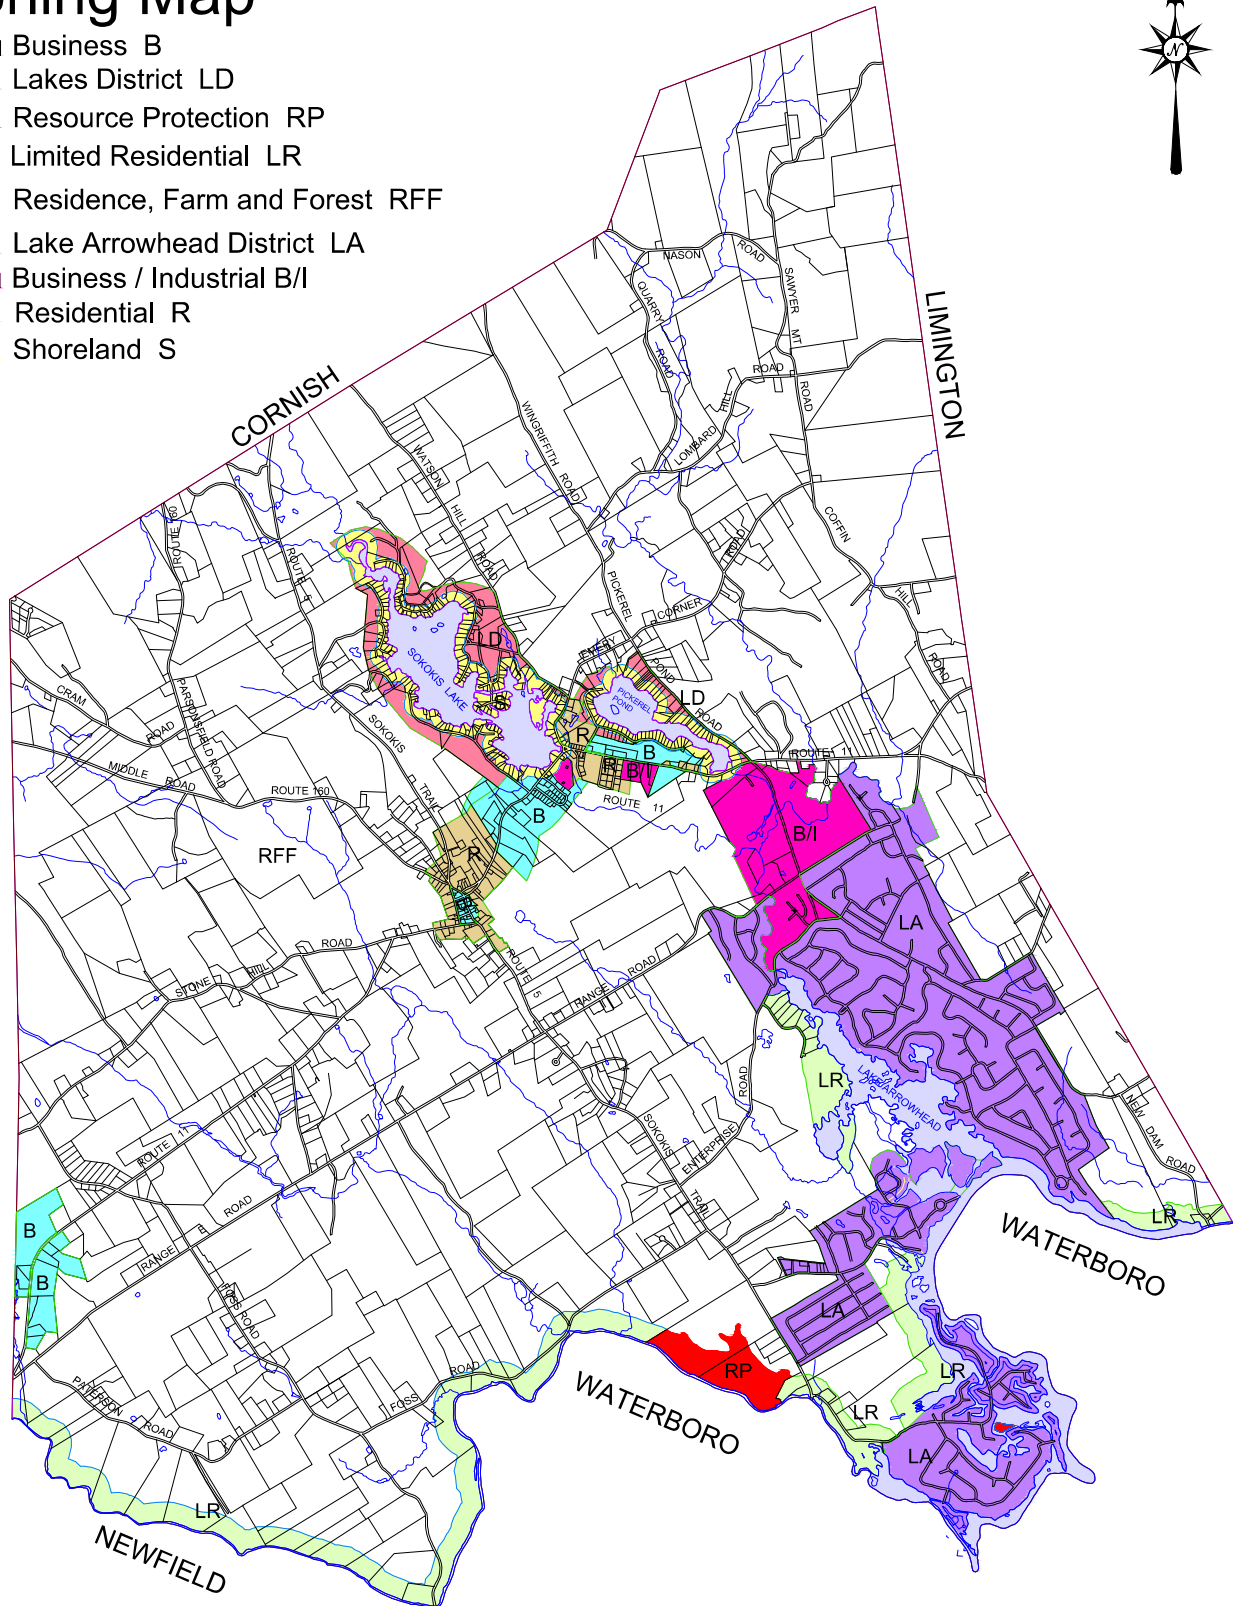 Map
Business B
Lakes District LD
Resource Protection RP
Limited Residential LR
Residence, Farm and Forest RFF
Lake Arrowhead District LA
Business / Industrial B/I
Residential R
Shoreland S
N
NASON
ROAD
QUARRY
ROAD
SAWYER MT
ROAD
LIMINGTON
CORNISH
WINGRIFFITH
ROAD
LOMBARD
HILL
ROAD
WATSON
HILL
ROAD
COFFIN
HILL
ROAD
ROUTE
ROUTE
PICKEREL
POND
ROAD
EMERY
CORNER
ROAD
LD
SOKOKIS
LAKE
S
PICKEREL
POND
LD
CRAM
ROAD
PARSONSFIELD ROAD
SOKOKIS
TRAIL
R
B
R
B/I
ROUTE 11
MIDDLE
ROAD
ROUTE 160
ROUTE 11
B
B/I
RFF
R
B
LA
STONE
HILL
ROAD
ROUTE 5
RANGE
ROAD
LR
LAKE ARROWHEAD
ROAD
ENTERPRISE
SOKOKIS
TRAIL
NEW
DAM
ROAD
ROUTE 11
RANGE E
ROAD
B
B
LR
WATERBORO
FOSS ROAD
LA
RP
LR
LR
PATERSON
ROAD
FOSS
ROAD
WATERBORO
LA
LR
NEWFIELD